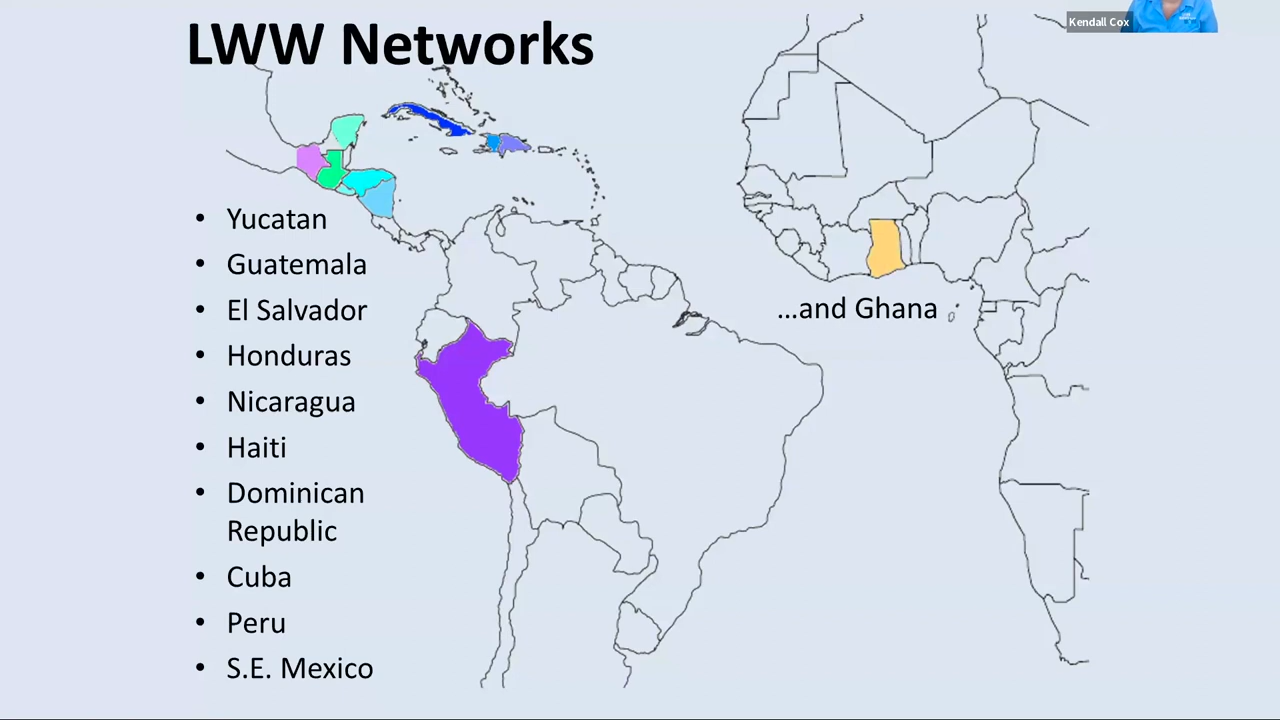 LWW Networks
Kendall Cox
• Yucatan
• Guatemala
• El Salvador
• Honduras
• Nicaragua
• Haiti
• Dominican
Republic
• Cuba
• Peru
• S.E. Mexico
...and Ghana